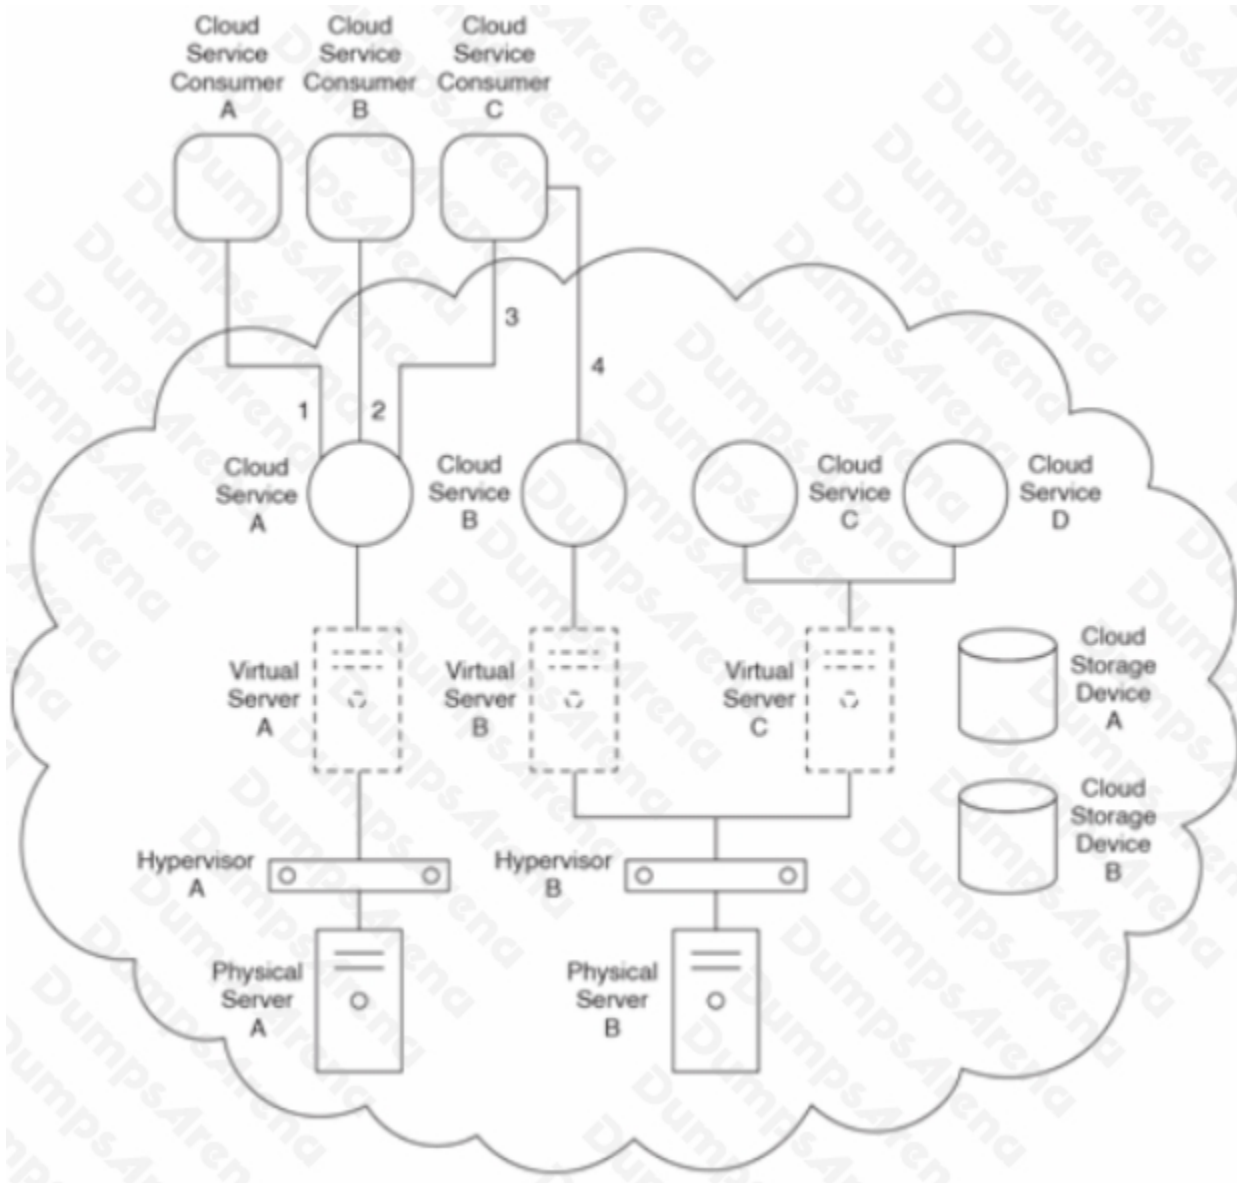 Cloud
Service
Consumer
A
Cloud
Service
Consumer
B
Cloud
Service
Consumer
C
3
4
1
2
Cloud
Service
A
Cloud
Service
B
Cloud
Service
C
Cloud
Service
D
Virtual
Server
A
Virtual
Server
B
Virtual
Server
C
Cloud
Storage
Device
A
Cloud
Storage
Device
B
Hypervisor
A
Hypervisor
B
Physical
Server
A
Physical
Server
B
DumpsArena